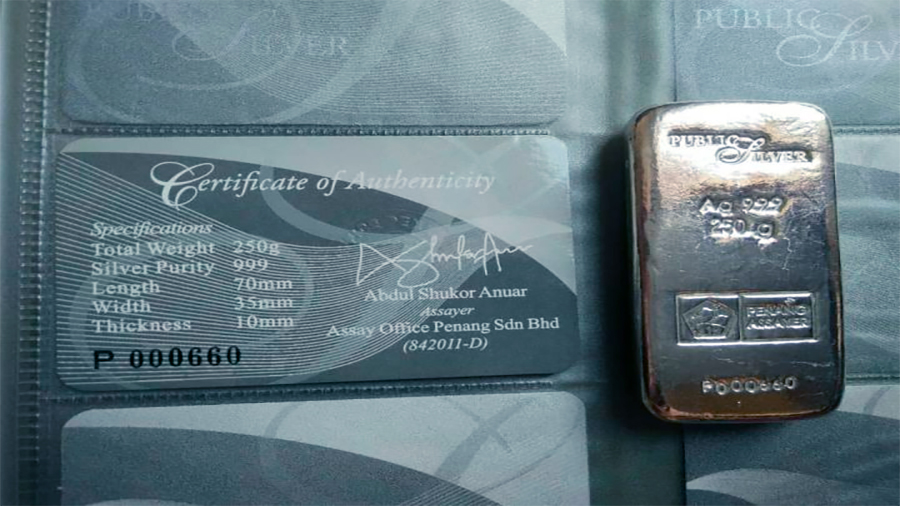 PUBLIC SILVER
PUBLIC SILV
Certificate of Authenticity
Specifications
Total Weight 250g
Silver Purity 999
Length 70mm
Width 35mm
Thickness 10mm
P 000660
Abdul Shukor Anuar
Assayer
Assay Office Penang Sdn Bhd
(842011-D)
PUBLIC SILVER
Ag 999
250 g
PENANG
ASSAYER
P000660